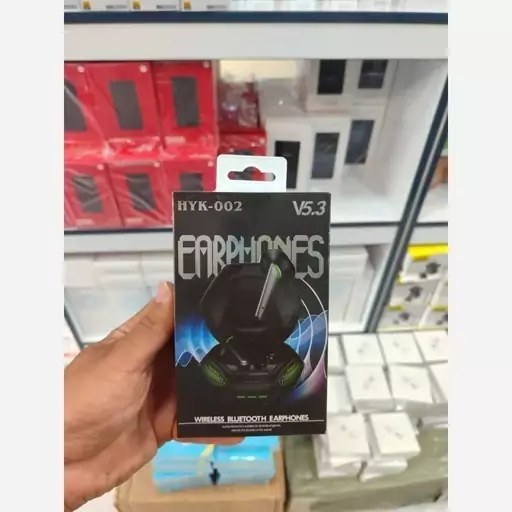 HYK-002 V5.3
EARPHONES
WIRELESS BLUETOOTH EARPHONES